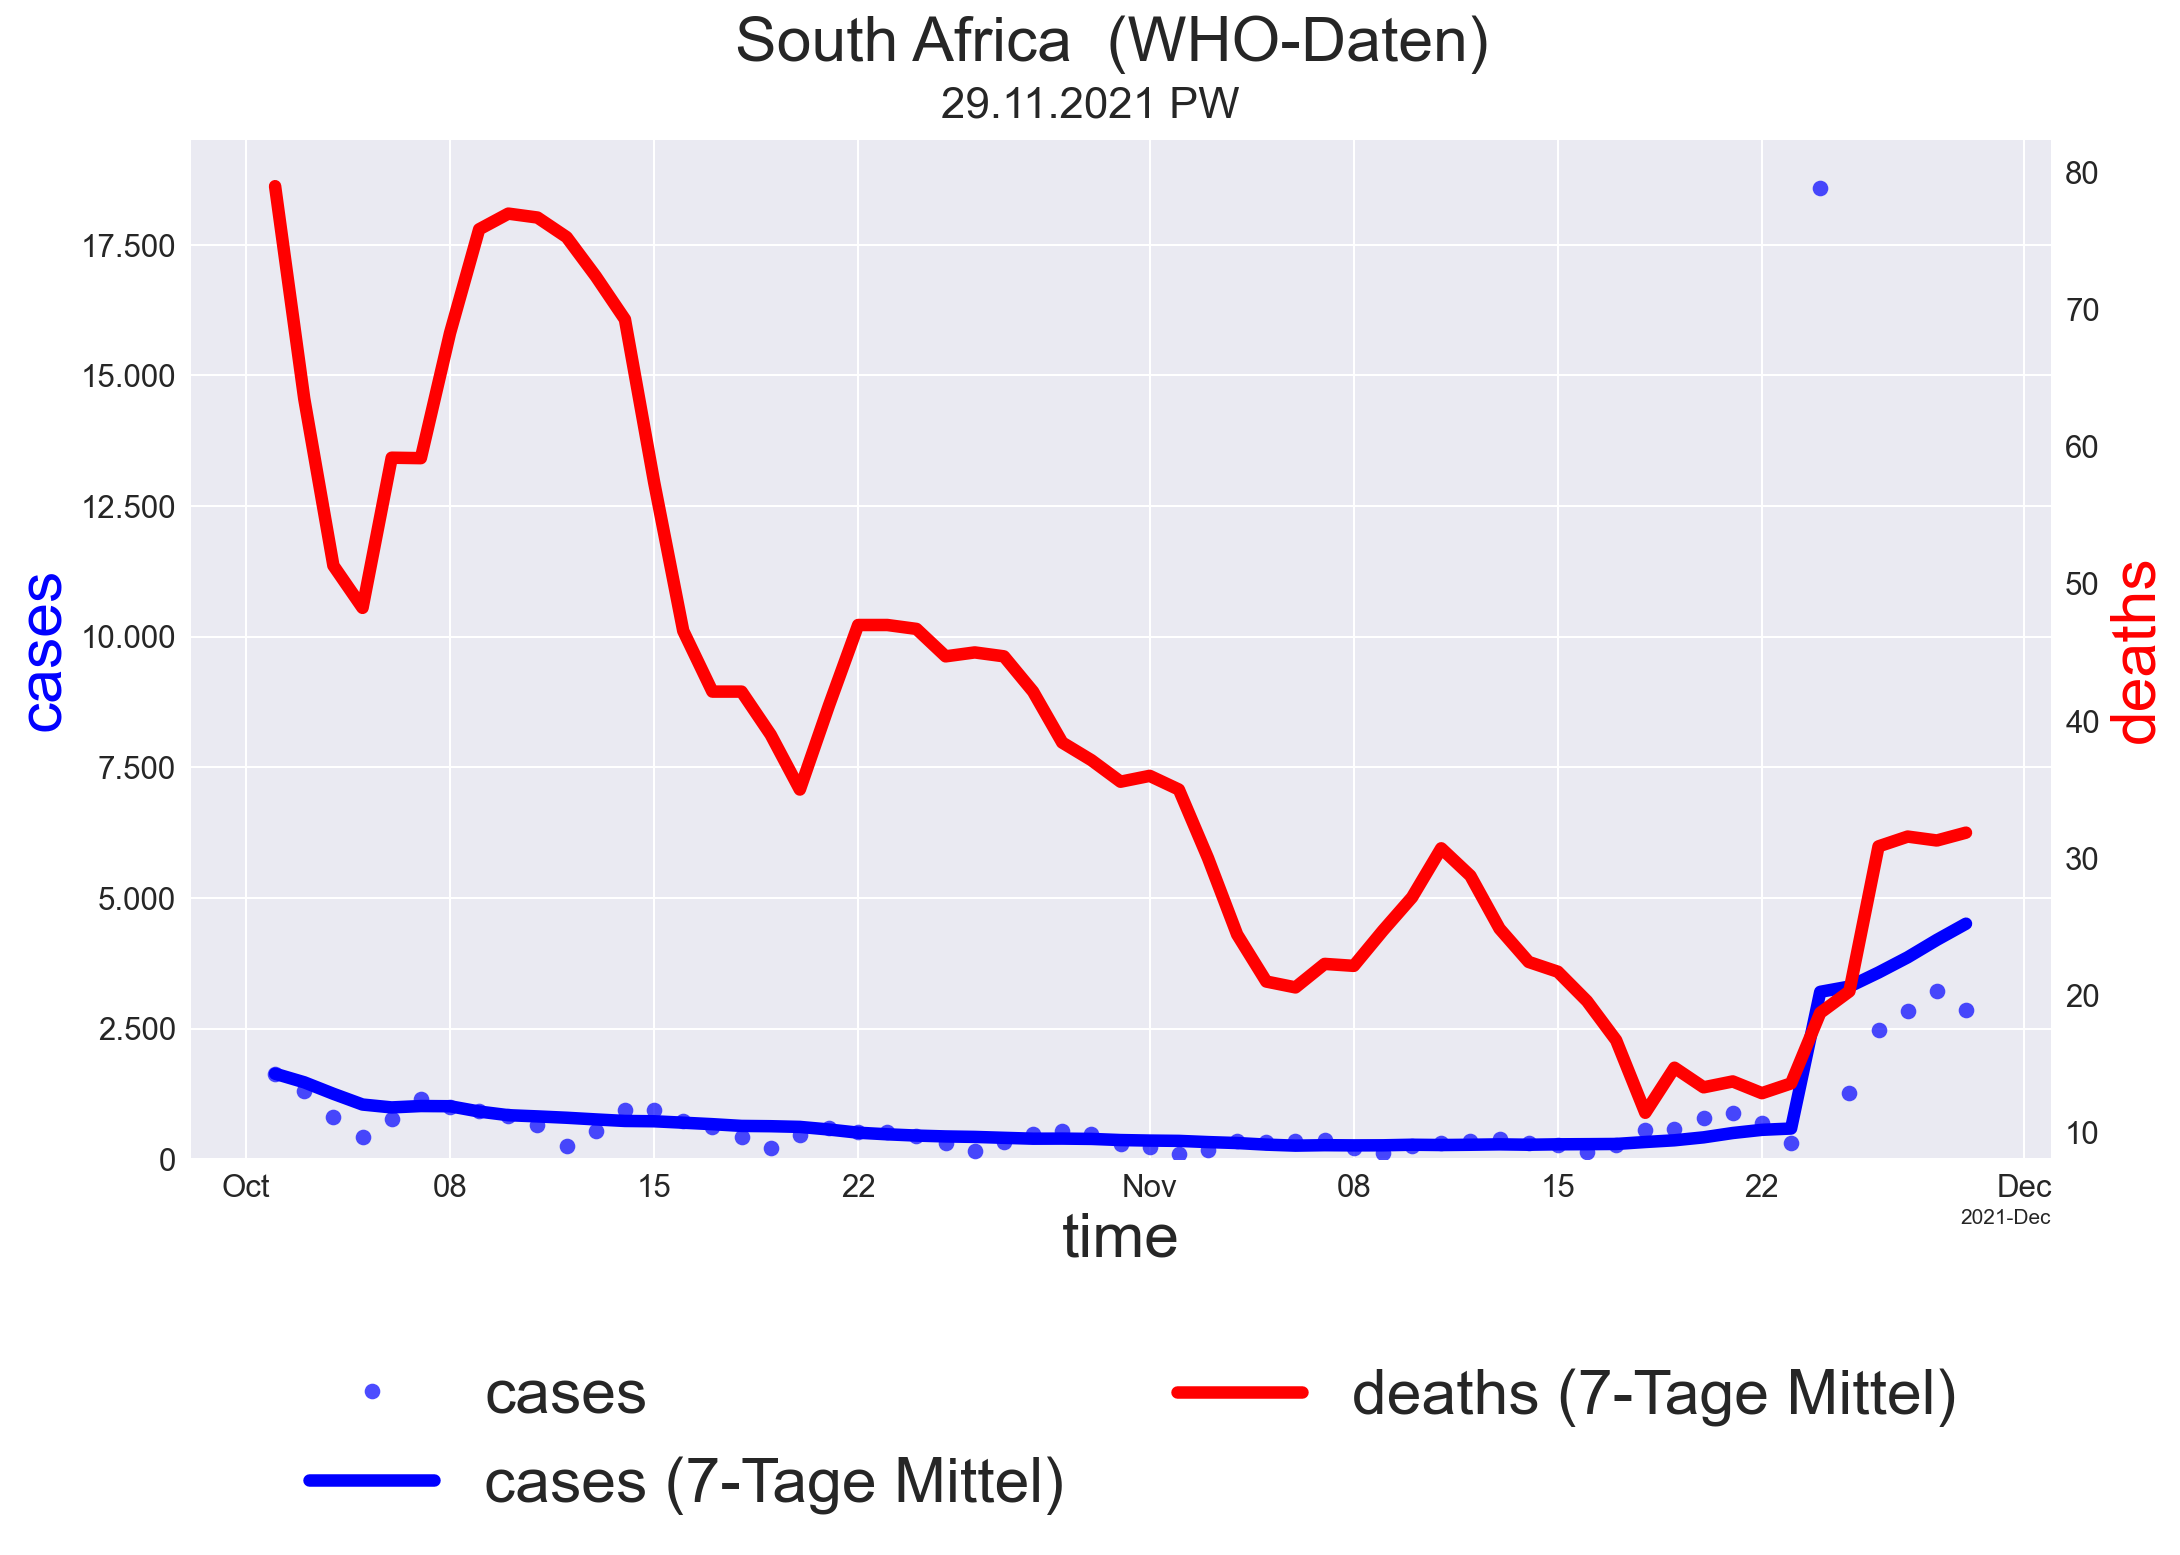 South Africa  (WHO-Daten)
29.11.2021 PW
cases
17.500
15.000
12.500
10.000
7.500
5.000
2.500
0
80
70
60
50
40
30
20
10
deaths
Oct 08 15 22 Nov 08 15 22 Dec
2021-Dec
time
cases
cases (7-Tage Mittel)
deaths (7-Tage Mittel)